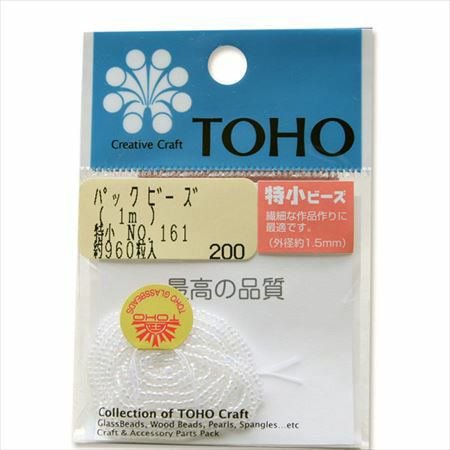 Creative Craft
TOHO
パックビーズ
(1m)
特小 NO.161
約960粒入
200
特小ビーズ
繊細な作品作りに
最適です。
(外径約1.5mm)
最高の品質
TOHO GLASSBEADS
TOHO
Collection of TOHO Craft
GlassBeads, Wood Beads, Pearls, Spangles...etc
Craft & Accessory Parts Pack